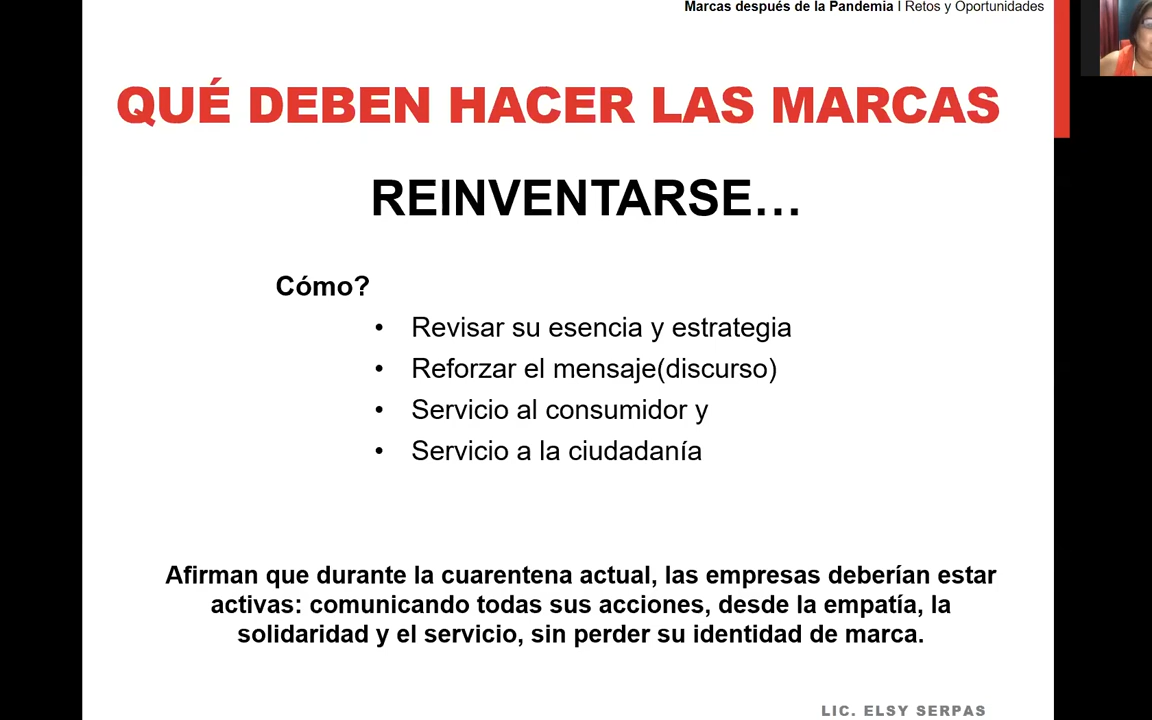 Marcas después de la Pandemia I Retos y Oportunidades
QUÉ DEBEN HACER LAS MARCAS
REINVENTARSE...
Cómo?
• Revisar su esencia y estrategia
• Reforzar el mensaje(discurso)
• Servicio al consumidor y
• Servicio a la ciudadanía
Afirman que durante la cuarentena actual, las empresas deberían estar
activas: comunicando todas sus acciones, desde la empatía, la
solidaridad y el servicio, sin perder su identidad de marca.
LIC. ELSY SERPAS